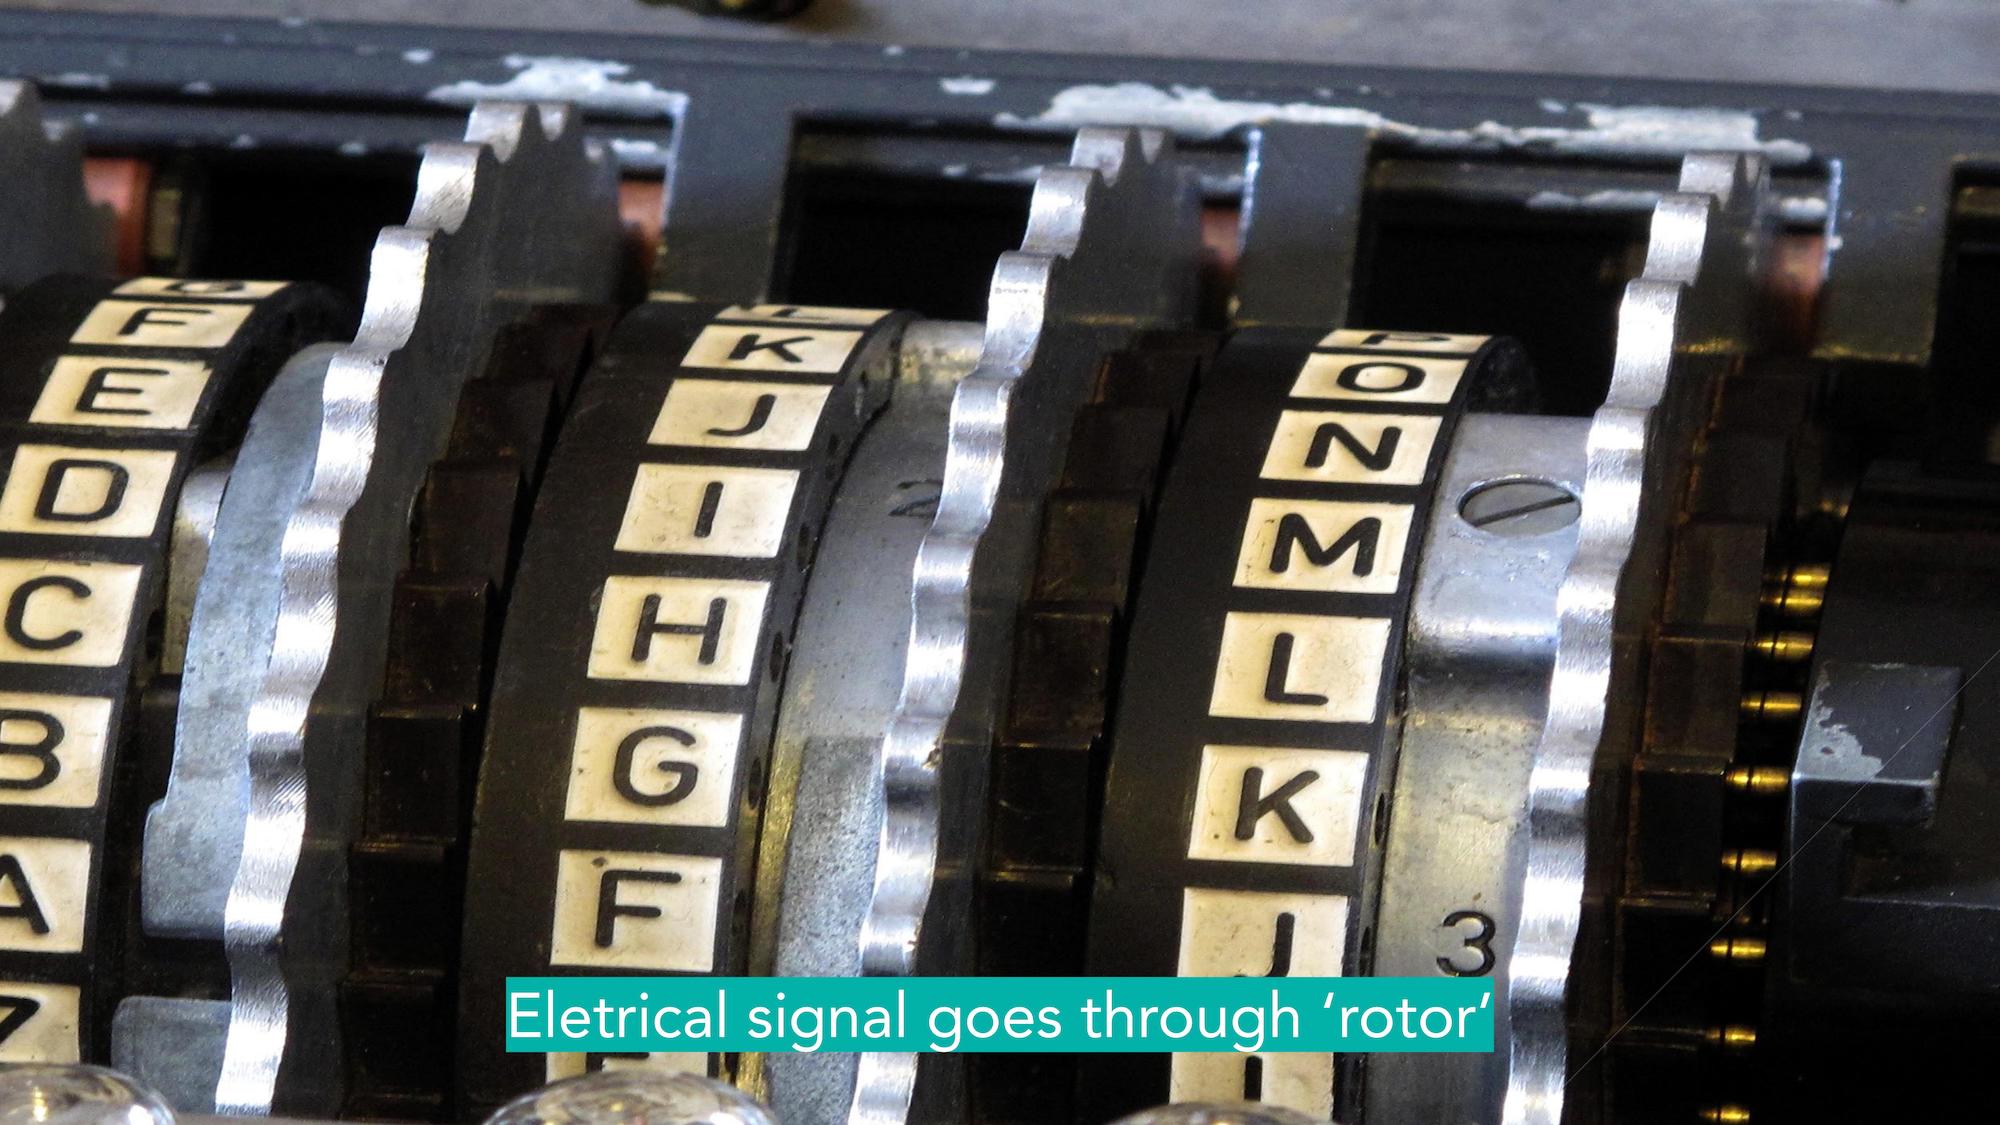 G
F
E
D
C
B
A
Z
L
K
J
I
H
G
F
2
P
O
N
M
L
K
J
I
3
Eletrical signal goes through ‘rotor’